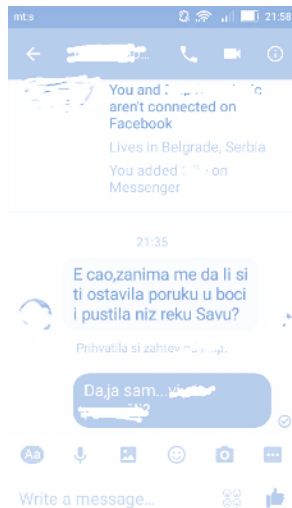 mt:s 21:58
You and
aren't connected on
Facebook
Lives in Belgrade, Serbia
You added on
Messenger
21:35
E cao,zanima me da li si
ti ostavila poruku u boci
i pustila niz reku Savu?
Prihvatila si zahtev
Da,ja sam...
Aa
Write a message...